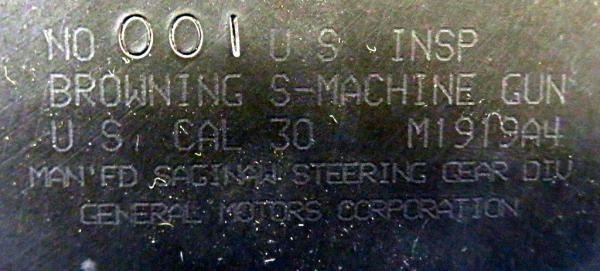 NO 001 U S INSP
BROWNING S-MACHINE GUN
U S. CAL 30 M1919A4
MAN'FD SAGINAW STEERING GEAR DIV
GENERAL MOTORS CORPORATION